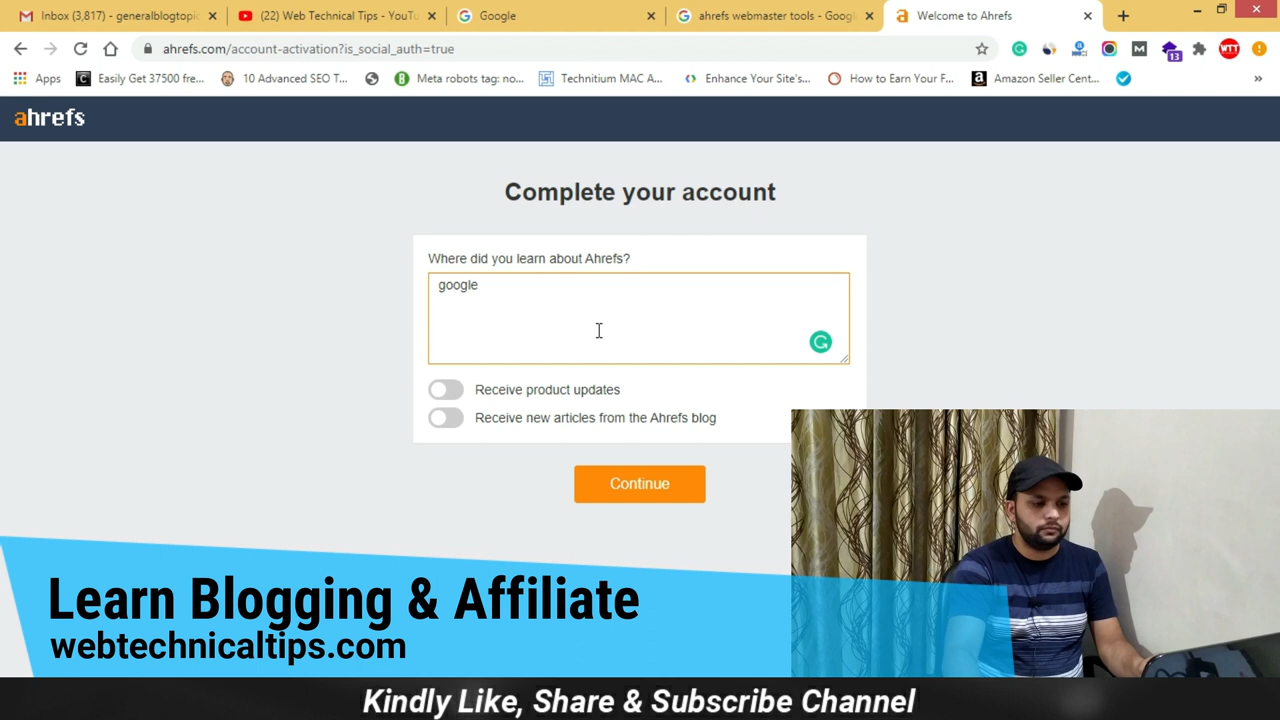 Inbox (3,817) - generalblogtopi
(22) Web Technical Tips - YouTu
Google
ahrefs webmaster tools - Googl
Welcome to Ahrefs
ahrefs.com/account-activation?is_social_auth=true
13
WTT
Apps
Easily Get 37500 fre...
10 Advanced SEO T...
Meta robots tag: no...
Technitium MAC A...
Enhance Your Site's...
How to Earn Your F...
Amazon Seller Cent...
»
ahrefs
Complete your account
Where did you learn about Ahrefs?
google
Receive product updates
Receive new articles from the Ahrefs blog
Continue
Learn Blogging & Affiliate
webtechnicaltips.com
Kindly Like, Share & Subscribe Channel